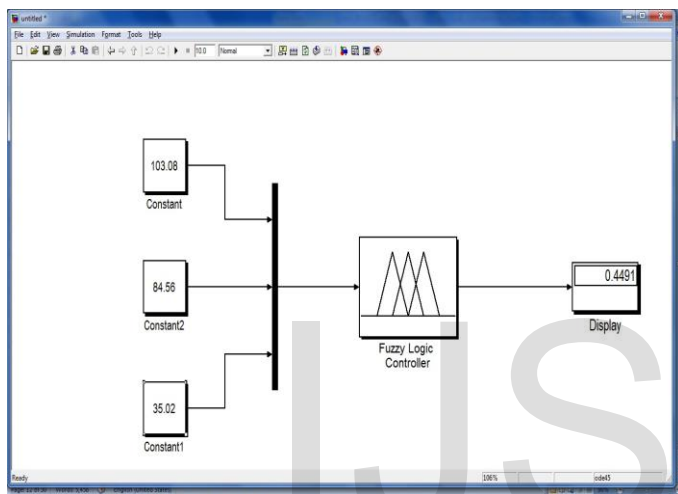 untitled *
File Edit View Simulation Format Tools Help
10.0 Normal
103.08
Constant
84.56
Constant2
35.02
Constant1
Fuzzy Logic
Controller
0.4491
Display
IJS
Ready 106% ode45